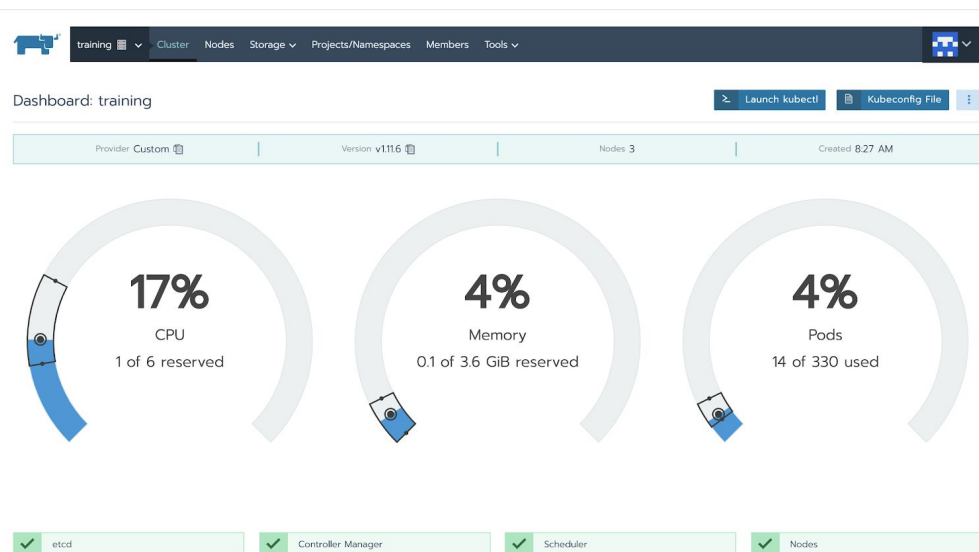 training Cluster Nodes Storage Projects/Namespaces Members Tools
Dashboard: training Launch kubectl Kubeconfig File
Provider Custom Version v1.11.6 Nodes 3 Created 8:27 AM
17% 4% 4%
CPU Memory Pods
1 of 6 reserved 0.1 of 3.6 GiB reserved 14 of 330 used
etcd Controller Manager Scheduler Nodes